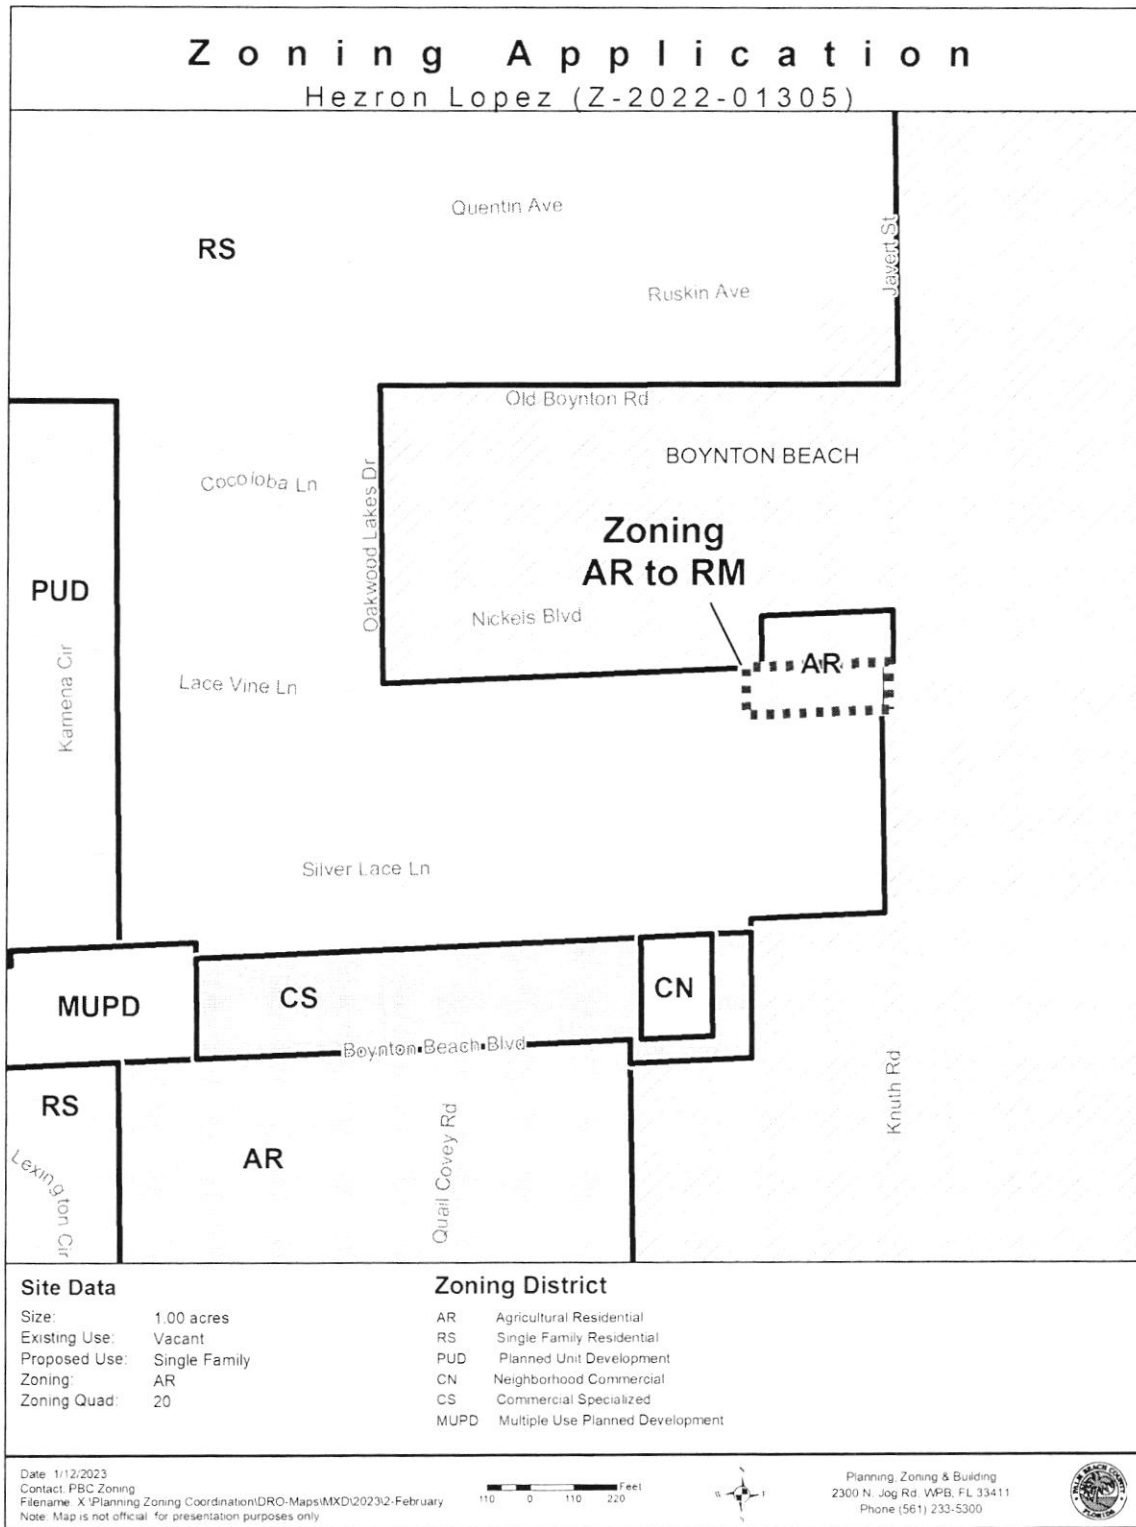 Zoning Application
Hezron Lopez (Z-2022-01305)
Quentin Ave
RS
Javert St
Ruskin Ave
Old Boynton Rd
BOYNTON BEACH
Cocoloba Ln
Oakwood Lakes Dr
Zoning
AR to RM
PUD
Nickels Blvd
Kamena Cir
Lace Vine Ln
AR
Silver Lace Ln
MUPD
CS
CN
Boynton Beach Blvd
RS
Knuth Rd
AR
Quail Covey Rd
Lexington Cir
Site Data
Size: 1.00 acres
Existing Use: Vacant
Proposed Use: Single Family
Zoning: AR
Zoning Quad: 20
Zoning District
AR Agricultural Residential
RS Single Family Residential
PUD Planned Unit Development
CN Neighborhood Commercial
CS Commercial Specialized
MUPD Multiple Use Planned Development
Date: 1/12/2023
Contact: PBC Zoning
Filename: X:\Planning Zoning Coordination\DRO-Maps\MXD\2023\2-February
Note: Map is not official, for presentation purposes only
Feet
110 0 110 220
Planning, Zoning & Building
2300 N. Jog Rd, WPB, FL 33411
Phone (561) 233-5300
PALM BEACH COUNTY
FLORIDA